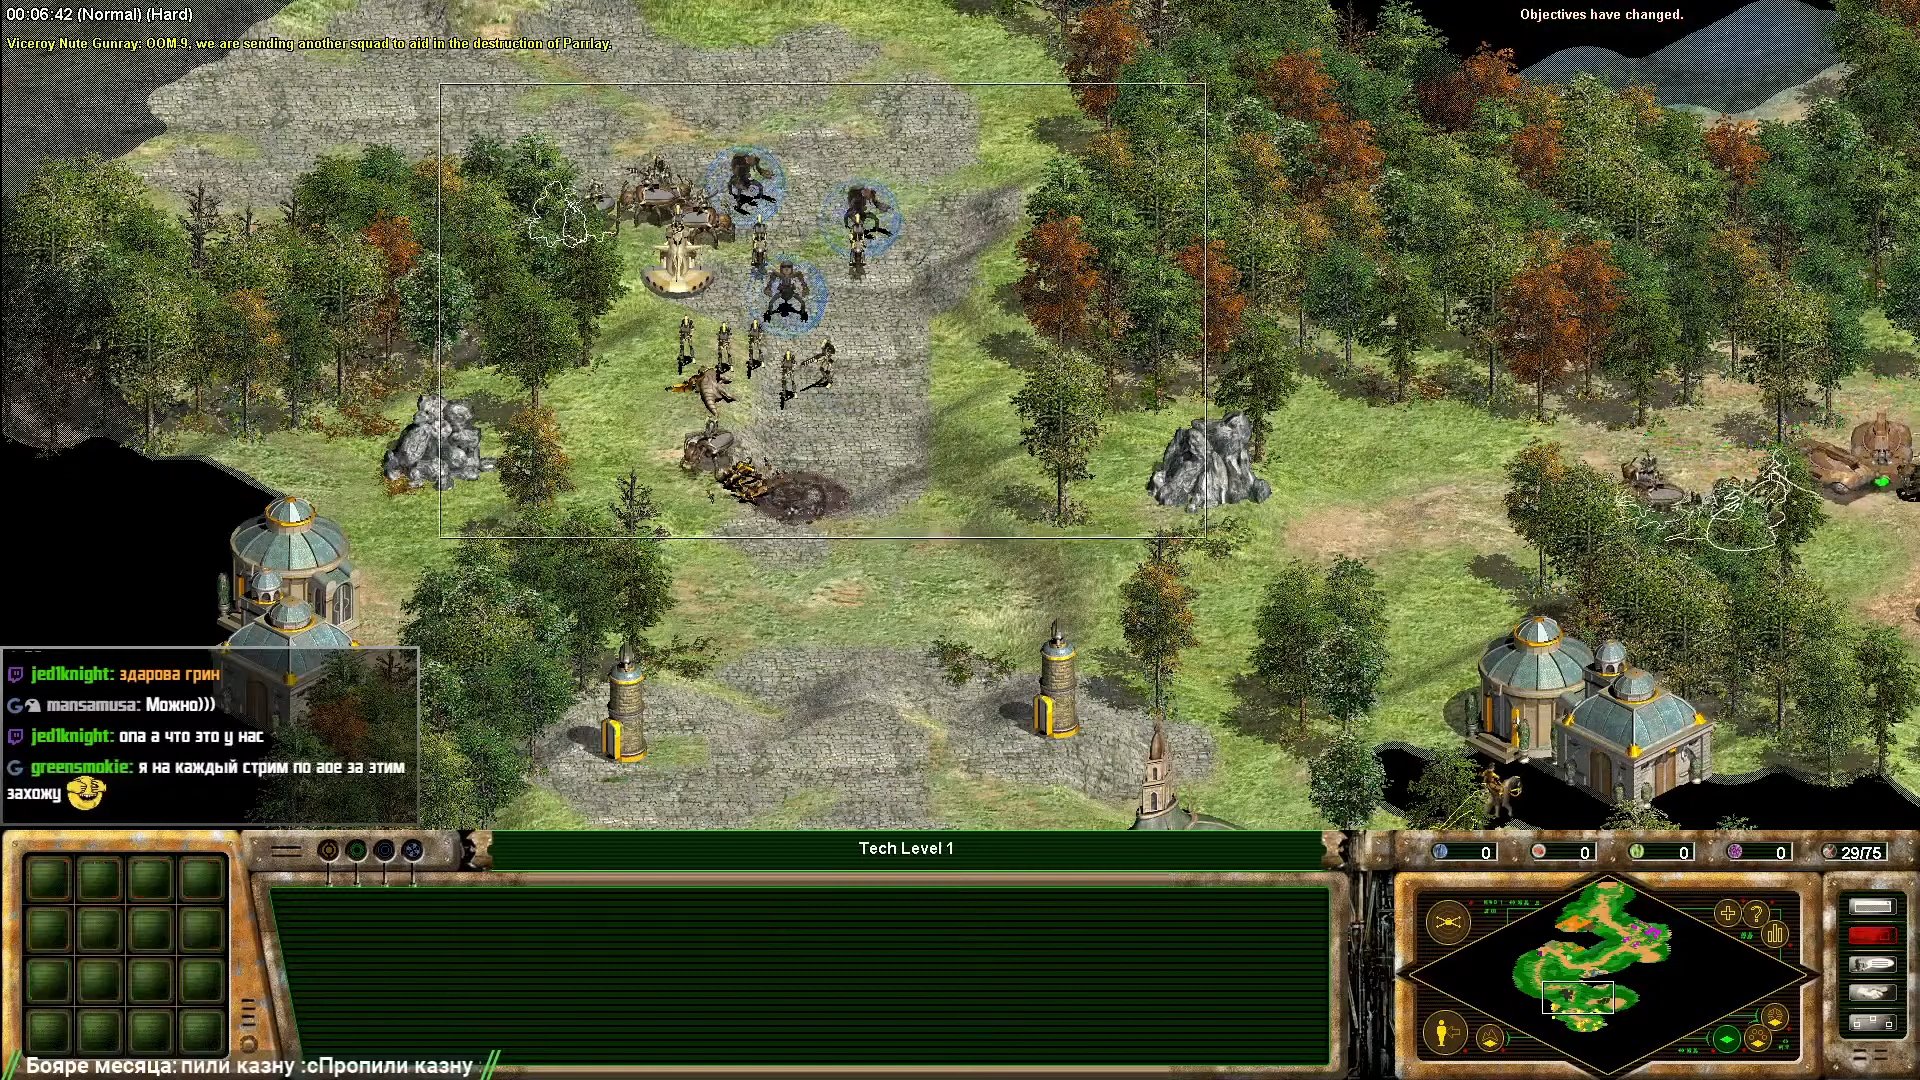 00:06:42 (Normal) (Hard)
Objectives have changed.
Viceroy Nute Gunray: OOM-9, we are sending another squad to aid in the destruction of Parrlay.
jed1knight: здарова грин
mansamusa: Можно)))
jed1knight: опа а что это у нас
greensmokie: я на каждый стрим по аое за этим
захожу
Tech Level 1
0 0 0 0 29/75
Бояре месяца: пили казну :сПропили казну